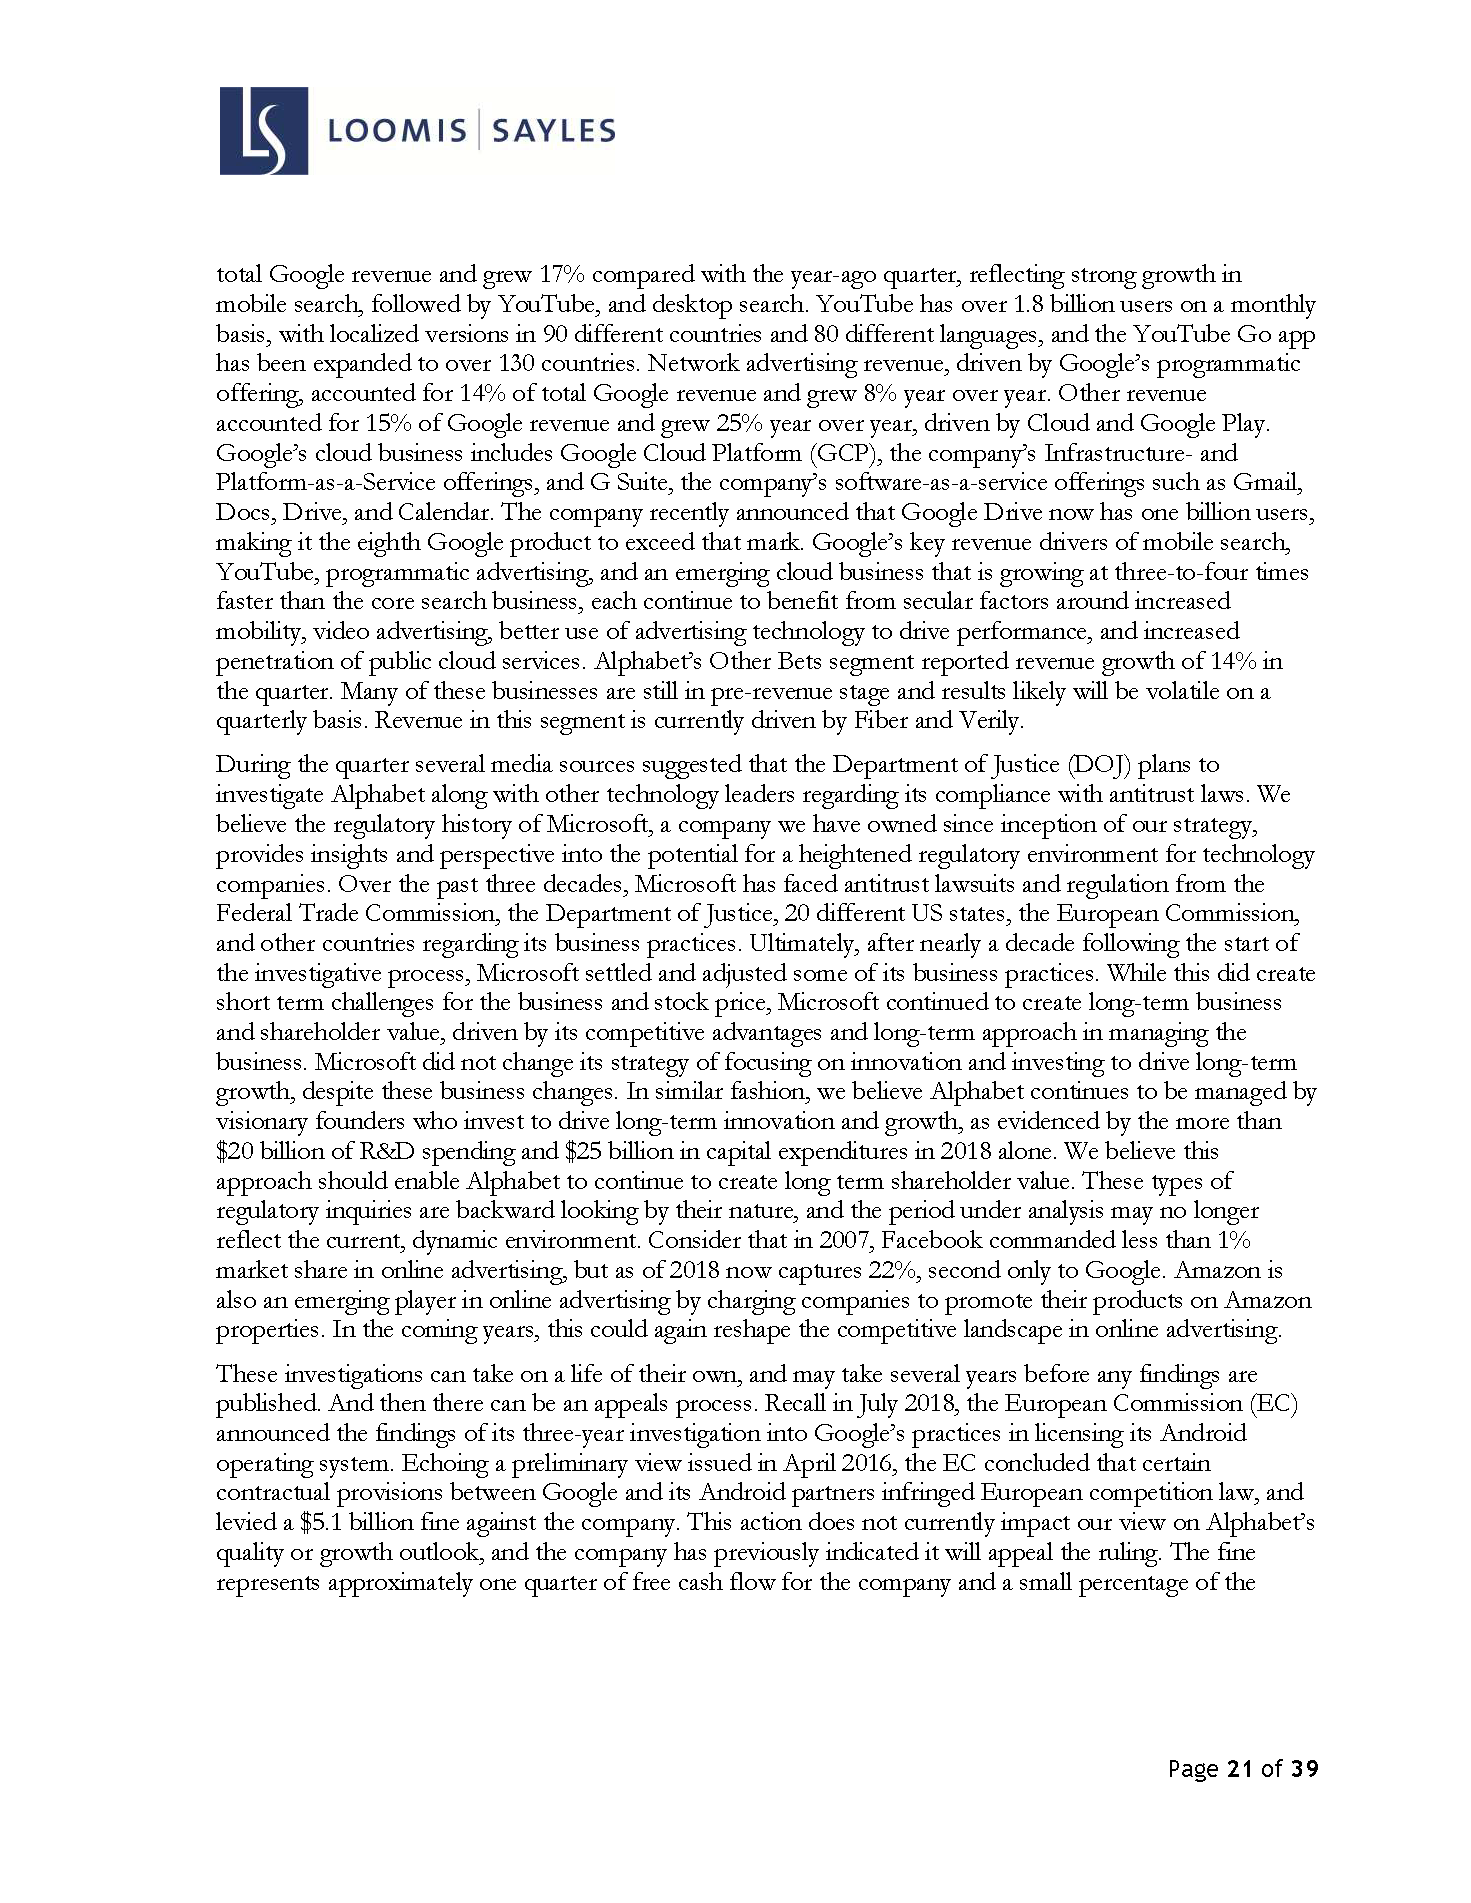 LS LOOMIS | SAYLES
total Google revenue and grew 17% compared with the year-ago quarter, reflecting strong growth in
mobile search, followed by YouTube, and desktop search. YouTube has over 1.8 billion users on a monthly
basis, with localized versions in 90 different countries and 80 different languages, and the YouTube Go app
has been expanded to over 130 countries. Network advertising revenue, driven by Google’s programmatic
offering, accounted for 14% of total Google revenue and grew 8% year over year. Other revenue
accounted for 15% of Google revenue and grew 25% year over year, driven by Cloud and Google Play.
Google’s cloud business includes Google Cloud Platform (GCP), the company’s Infrastructure- and
Platform-as-a-Service offerings, and G Suite, the company’s software-as-a-service offerings such as Gmail,
Docs, Drive, and Calendar. The company recently announced that Google Drive now has one billion users,
making it the eighth Google product to exceed that mark. Google’s key revenue drivers of mobile search,
YouTube, programmatic advertising, and an emerging cloud business that is growing at three-to-four times
faster than the core search business, each continue to benefit from secular factors around increased
mobility, video advertising, better use of advertising technology to drive performance, and increased
penetration of public cloud services. Alphabet’s Other Bets segment reported revenue growth of 14% in
the quarter. Many of these businesses are still in pre-revenue stage and results likely will be volatile on a
quarterly basis. Revenue in this segment is currently driven by Fiber and Verily.
During the quarter several media sources suggested that the Department of Justice (DOJ) plans to
investigate Alphabet along with other technology leaders regarding its compliance with antitrust laws. We
believe the regulatory history of Microsoft, a company we have owned since inception of our strategy,
provides insights and perspective into the potential for a heightened regulatory environment for technology
companies. Over the past three decades, Microsoft has faced antitrust lawsuits and regulation from the
Federal Trade Commission, the Department of Justice, 20 different US states, the European Commission,
and other countries regarding its business practices. Ultimately, after nearly a decade following the start of
the investigative process, Microsoft settled and adjusted some of its business practices. While this did create
short term challenges for the business and stock price, Microsoft continued to create long-term business
and shareholder value, driven by its competitive advantages and long-term approach in managing the
business. Microsoft did not change its strategy of focusing on innovation and investing to drive long-term
growth, despite these business changes. In similar fashion, we believe Alphabet continues to be managed by
visionary founders who invest to drive long-term innovation and growth, as evidenced by the more than
$20 billion of R&D spending and $25 billion in capital expenditures in 2018 alone. We believe this
approach should enable Alphabet to continue to create long term shareholder value. These types of
regulatory inquiries are backward looking by their nature, and the period under analysis may no longer
reflect the current, dynamic environment. Consider that in 2007, Facebook commanded less than 1%
market share in online advertising, but as of 2018 now captures 22%, second only to Google. Amazon is
also an emerging player in online advertising by charging companies to promote their products on Amazon
properties. In the coming years, this could again reshape the competitive landscape in online advertising.
These investigations can take on a life of their own, and may take several years before any findings are
published. And then there can be an appeals process. Recall in July 2018, the European Commission (EC)
announced the findings of its three-year investigation into Google’s practices in licensing its Android
operating system. Echoing a preliminary view issued in April 2016, the EC concluded that certain
contractual provisions between Google and its Android partners infringed European competition law, and
levied a $5.1 billion fine against the company. This action does not currently impact our view on Alphabet’s
quality or growth outlook, and the company has previously indicated it will appeal the ruling. The fine
represents approximately one quarter of free cash flow for the company and a small percentage of the
Page 21 of 39